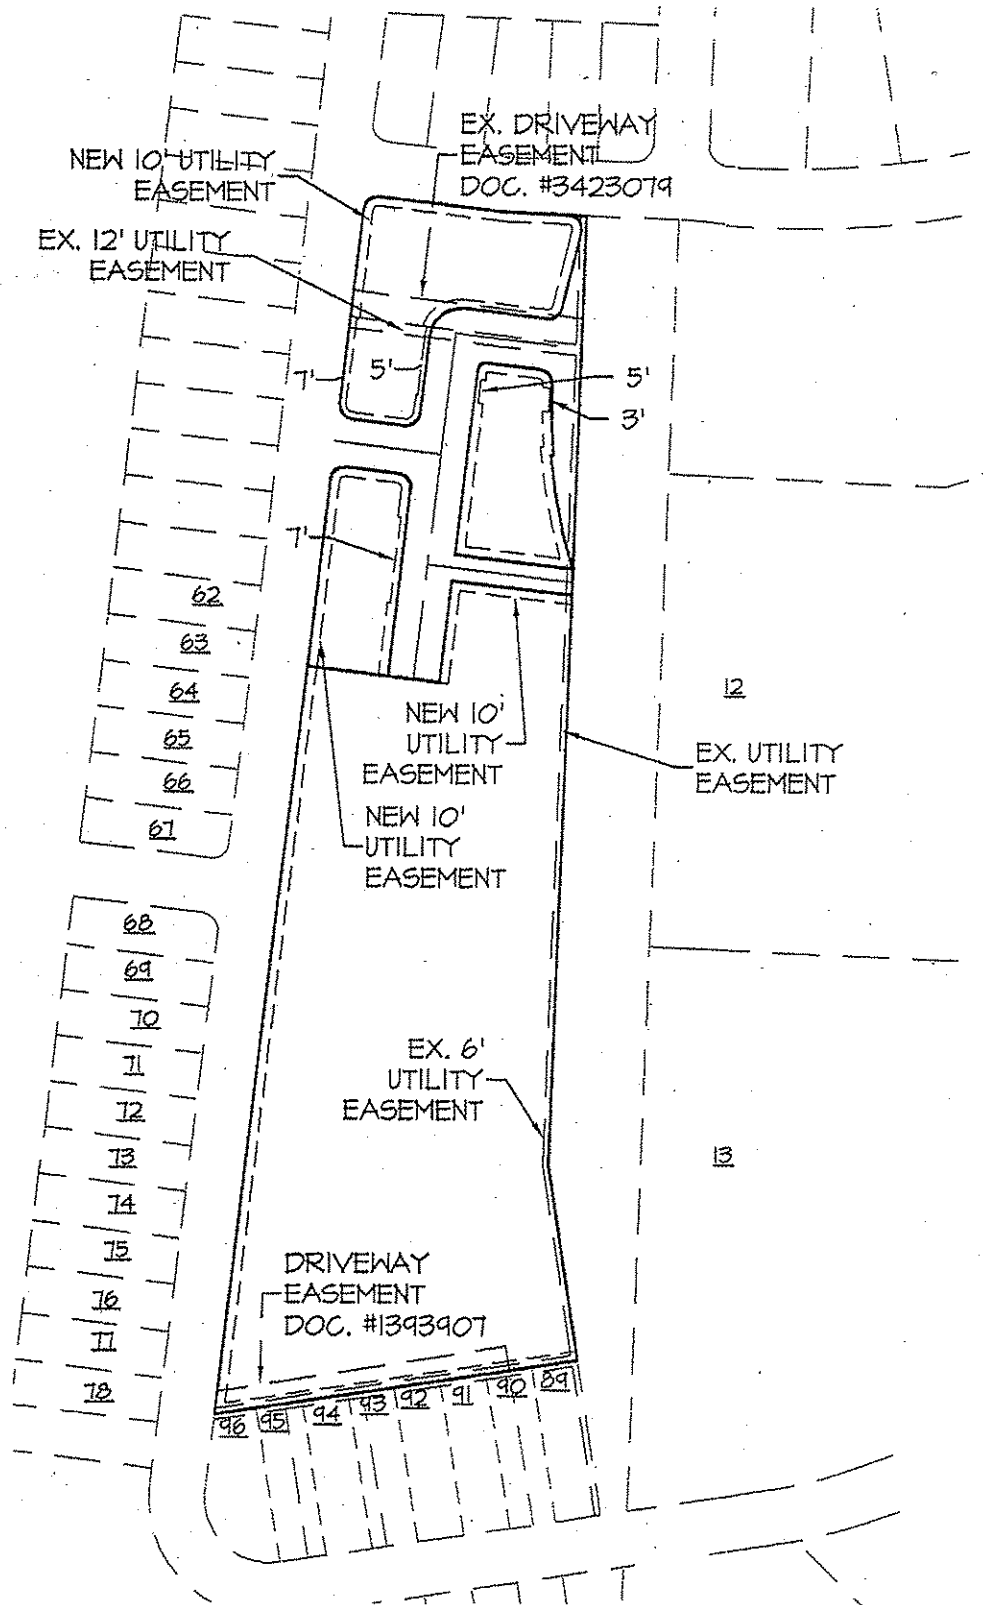 EX. DRIVEWAY
EASEMENT
DOC. #3423079
NEW 10' UTILITY
EASEMENT
EX. 12' UTILITY
EASEMENT
7'
5'
5'
3'
7'
62
63
64
65
66
67
12
NEW 10'
UTILITY
EASEMENT
EX. UTILITY
EASEMENT
NEW 10'
UTILITY
EASEMENT
68
69
70
71
72
73
74
75
76
77
78
EX. 6'
UTILITY
EASEMENT
13
DRIVEWAY
EASEMENT
DOC. #1393907
96 95 94 93 92 91 90 89